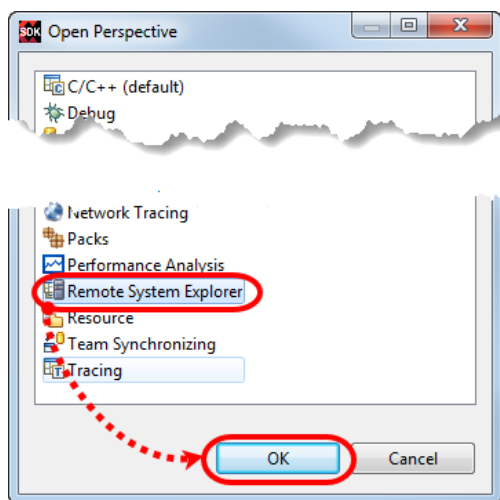 SDK Open Perspective
C/C++ (default)
Debug
Network Tracing
Packs
Performance Analysis
Remote System Explorer
Resource
Team Synchronizing
Tracing
OK
Cancel